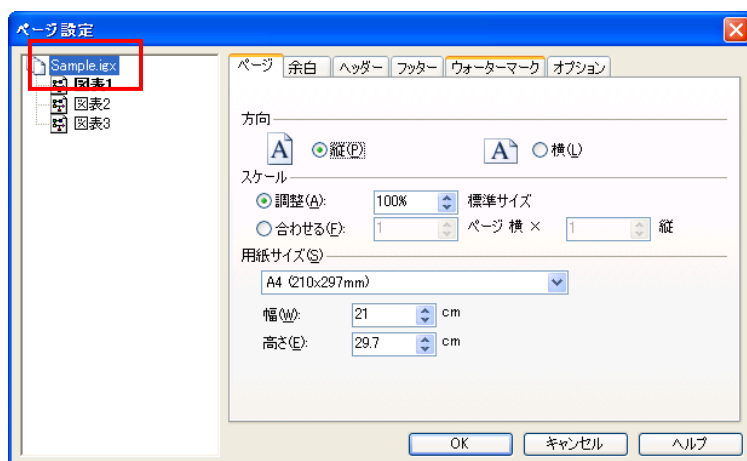 ページ設定
Sample.igx
図表1
図表2
図表3
ページ 余白 ヘッダー フッター ウォーターマーク オプション
方向
A 縦(P) A 横(L)
スケール
調整(A): 100% 標準サイズ
合わせる(F): 1 ページ 横 × 1 縦
用紙サイズ(S)
A4 (210x297mm)
幅(W): 21 cm
高さ(E): 29.7 cm
OK キャンセル ヘルプ